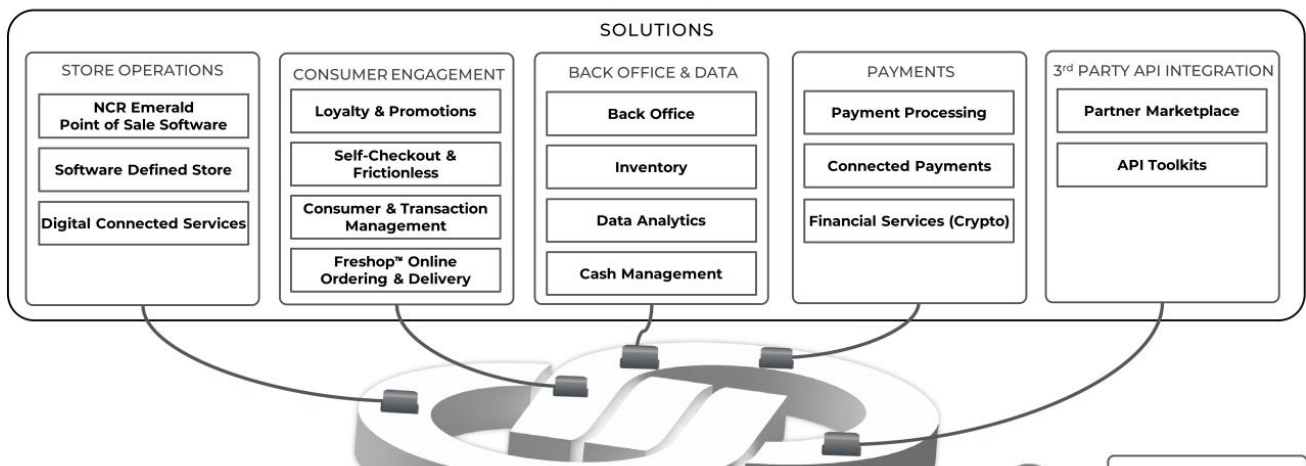 SOLUTIONS
STORE OPERATIONS
NCR Emerald
Point of Sale Software
Software Defined Store
Digital Connected Services
CONSUMER ENGAGEMENT
Loyalty & Promotions
Self-Checkout &
Frictionless
Consumer & Transaction
Management
Freshop™ Online
Ordering & Delivery
BACK OFFICE & DATA
Back Office
Inventory
Data Analytics
Cash Management
PAYMENTS
Payment Processing
Connected Payments
Financial Services (Crypto)
3rd PARTY API INTEGRATION
Partner Marketplace
API Toolkits